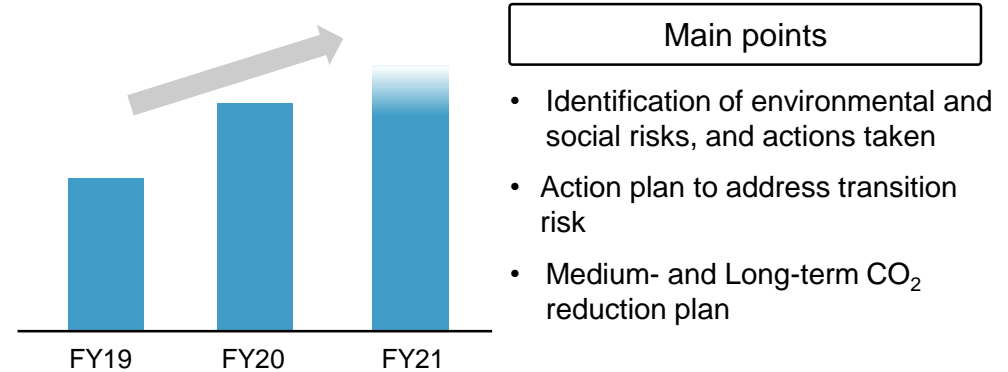 Main points
• Identification of environmental and
social risks, and actions taken
• Action plan to address transition
risk
• Medium- and Long-term CO₂
reduction plan
FY19 FY20 FY21